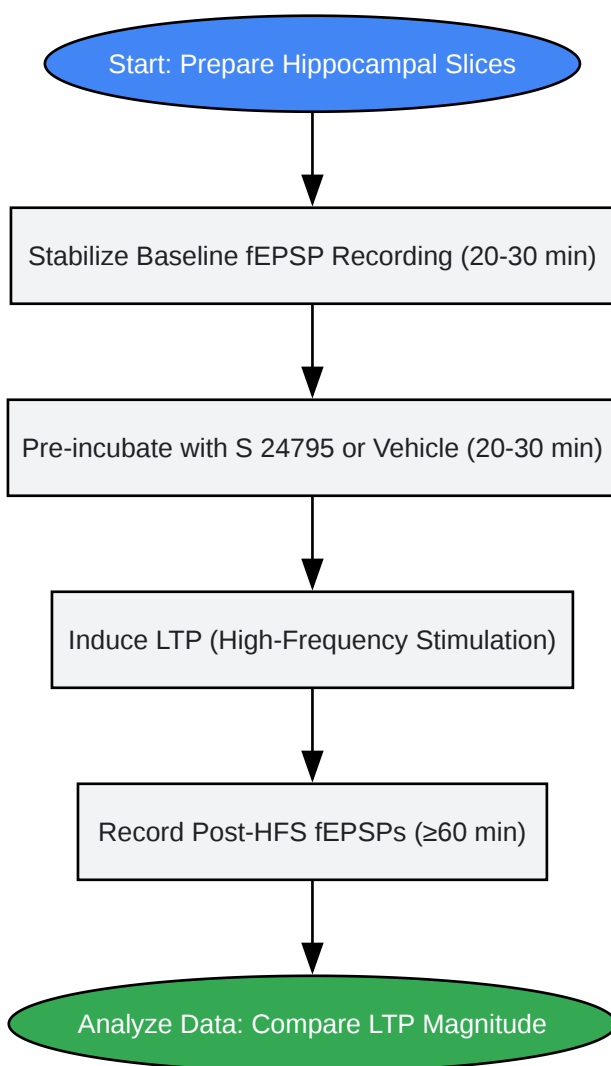 Start: Prepare Hippocampal Slices
Stabilize Baseline fEPSP Recording (20-30 min)
Pre-incubate with S 24795 or Vehicle (20-30 min)
Induce LTP (High-Frequency Stimulation)
Record Post-HFS fEPSPs (≥60 min)
Analyze Data: Compare LTP Magnitude